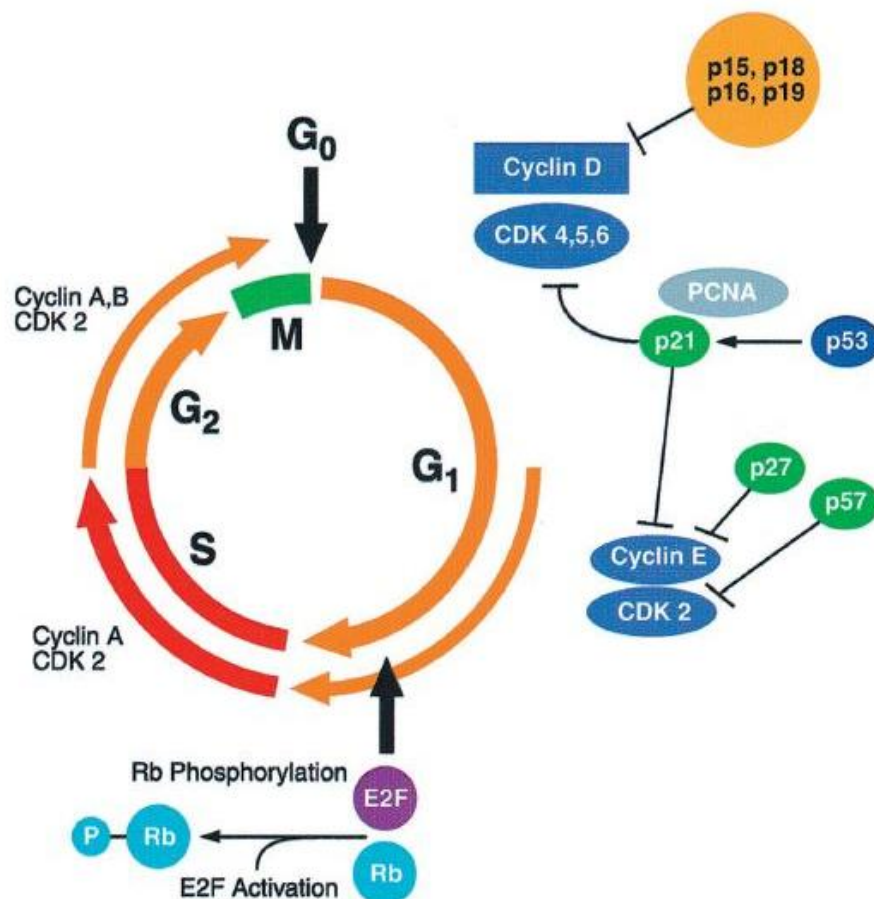 p15, p18
p16, p19
G₀
Cyclin D
CDK 4,5,6
Cyclin A,B
CDK 2
PCNA
M
p21
p53
G₂
G₁
p27
p57
S
Cyclin E
CDK 2
Cyclin A
CDK 2
Rb Phosphorylation
E2F
P
Rb
Rb
E2F Activation